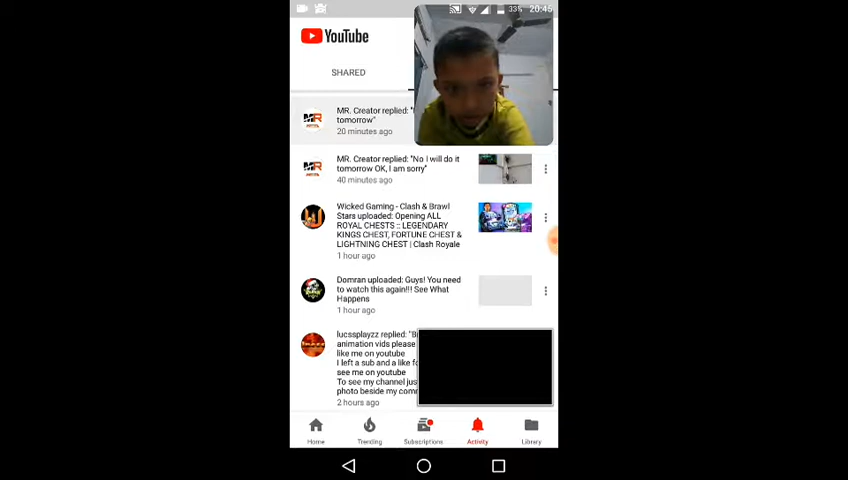 33% 20:45
YouTube
SHARED
MR. Creator replied:
tomorrow"
20 minutes ago
MR. Creator replied: "No I will do it
tomorrow OK, I am sorry"
40 minutes ago
Wicked Gaming - Clash & Brawl
Stars uploaded: Opening ALL
ROYAL CHESTS :: LEGENDARY
KINGS CHEST, FORTUNE CHEST &
LIGHTNING CHEST | Clash Royale
1 hour ago
Domran uploaded: Guys! You need
to watch this again!!! See What
Happens
1 hour ago
lucssplayzz replied:
animation vids please
like me on youtube
I left a sub and a like
see me on youtube
To see my channel
photo beside my
2 hours ago
Home
Trending
Subscriptions
Activity
Library